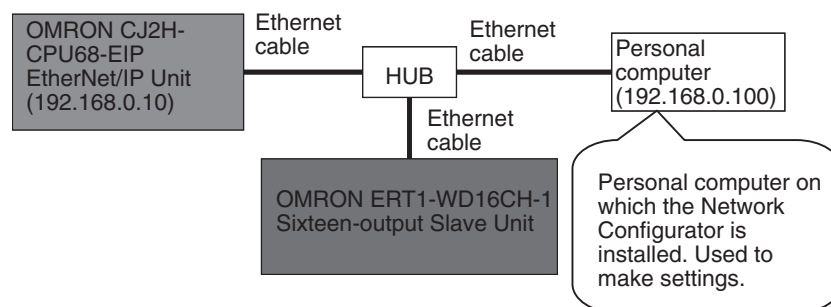 OMRON CJ2H-
CPU68-EIP
EtherNet/IP Unit
(192.168.0.10)
Ethernet
cable
HUB
Ethernet
cable
Personal
computer
(192.168.0.100)
Ethernet
cable
OMRON ERT1-WD16CH-1
Sixteen-output Slave Unit
Personal computer on
which the Network
Configurator is
installed. Used to
make settings.